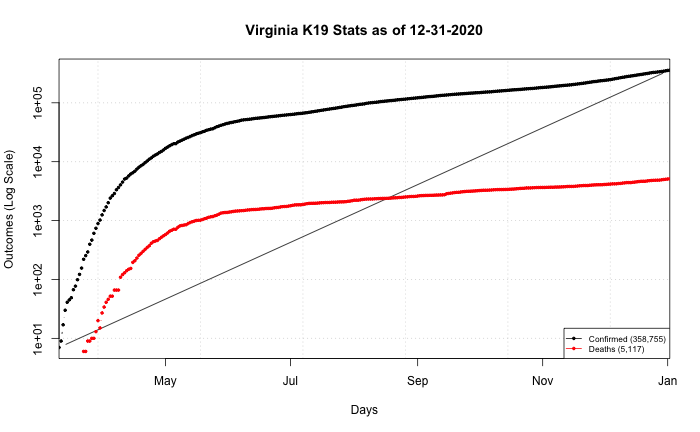 Virginia K19 Stats as of 12-31-2020
Outcomes (Log Scale)
1e+05
1e+04
1e+03
1e+02
1e+01
Confirmed (358,755)
Deaths (5,117)
May Jul Sep Nov Jan
Days